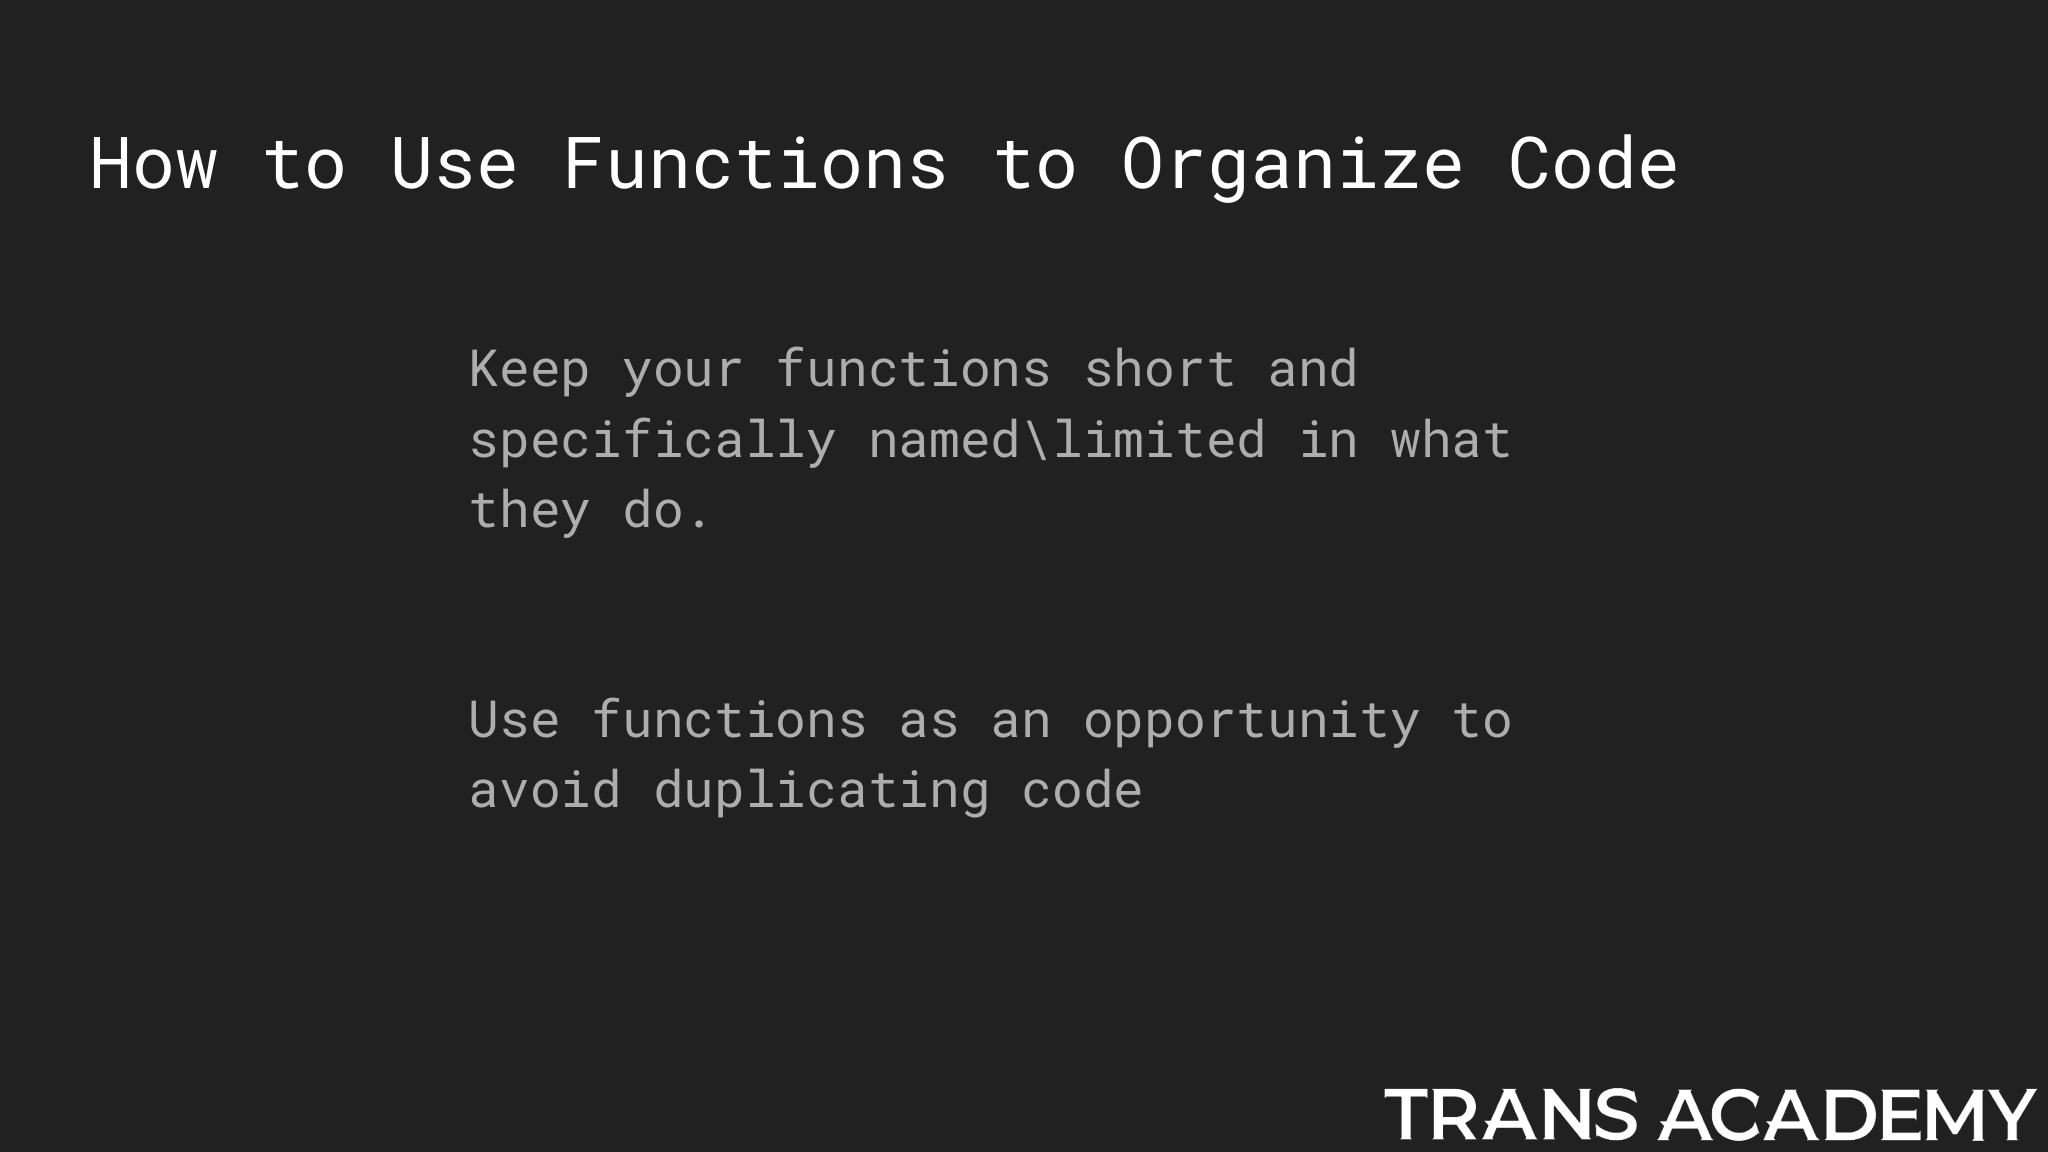 How to Use Functions to Organize Code
Keep your functions short and
specifically named\limited in what
they do.
Use functions as an opportunity to
avoid duplicating code
TRANS ACADEMY